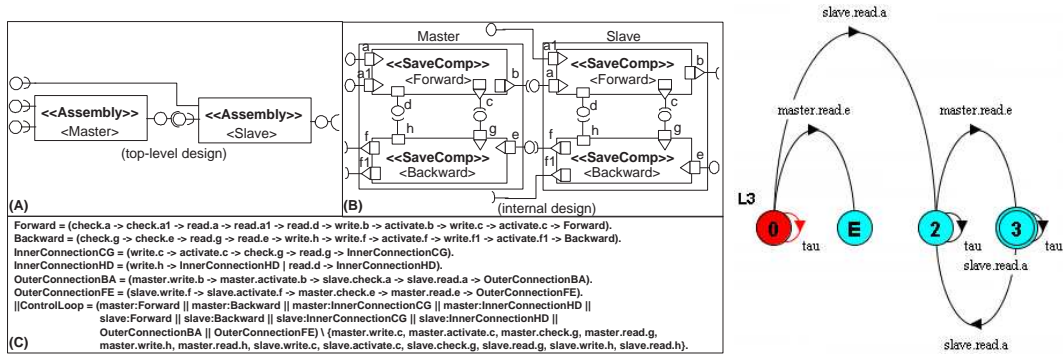 <<Assembly>>
<Master>
<<Assembly>>
<Slave>
(top-level design)
(A)
Master
Slave
a
a1
<<SaveComp>>
<Forward>
b
d
c
h
g
f
f1
<<SaveComp>>
<Backward>
e
a1
a
<<SaveComp>>
<Forward>
b
d
c
h
g
f
f1
<<SaveComp>>
<Backward>
e
(B)
(internal design)
Forward = (check.a -> check.a1 -> read.a -> read.a1 -> read.d -> write.b -> activate.b -> write.c -> activate.c -> Forward).
Backward = (check.g -> check.e -> read.g -> read.e -> write.h -> write.f -> activate.f -> write.f1 -> activate.f1 -> Backward).
InnerConnectionCG = (write.c -> activate.c -> check.g -> read.g -> InnerConnectionCG).
InnerConnectionHD = (write.h -> InnerConnectionHD | read.d -> InnerConnectionHD).
OuterConnectionBA = (master.write.b -> master.activate.b -> slave.check.a -> slave.read.a -> OuterConnectionBA).
OuterConnectionFE = (slave.write.f -> slave.activate.f -> master.check.e -> master.read.e -> OuterConnectionFE).
||ControlLoop = (master:Forward || master:Backward || master:InnerConnectionCG || master:InnerConnectionHD ||
slave:Forward || slave:Backward || slave:InnerConnectionCG || slave:InnerConnectionHD ||
OuterConnectionBA || OuterConnectionFE) \ {master.write.c, master.activate.c, master.check.g, master.read.g,
master.write.h, master.read.h, slave.write.c, slave.activate.c, slave.check.g, slave.read.g, slave.write.h, slave.read.h}.
(C)
slave.read.a
master.read.e
master.read.e
L3
0
E
2
3
tau
tau
tau
slave.read.a
slave.read.a